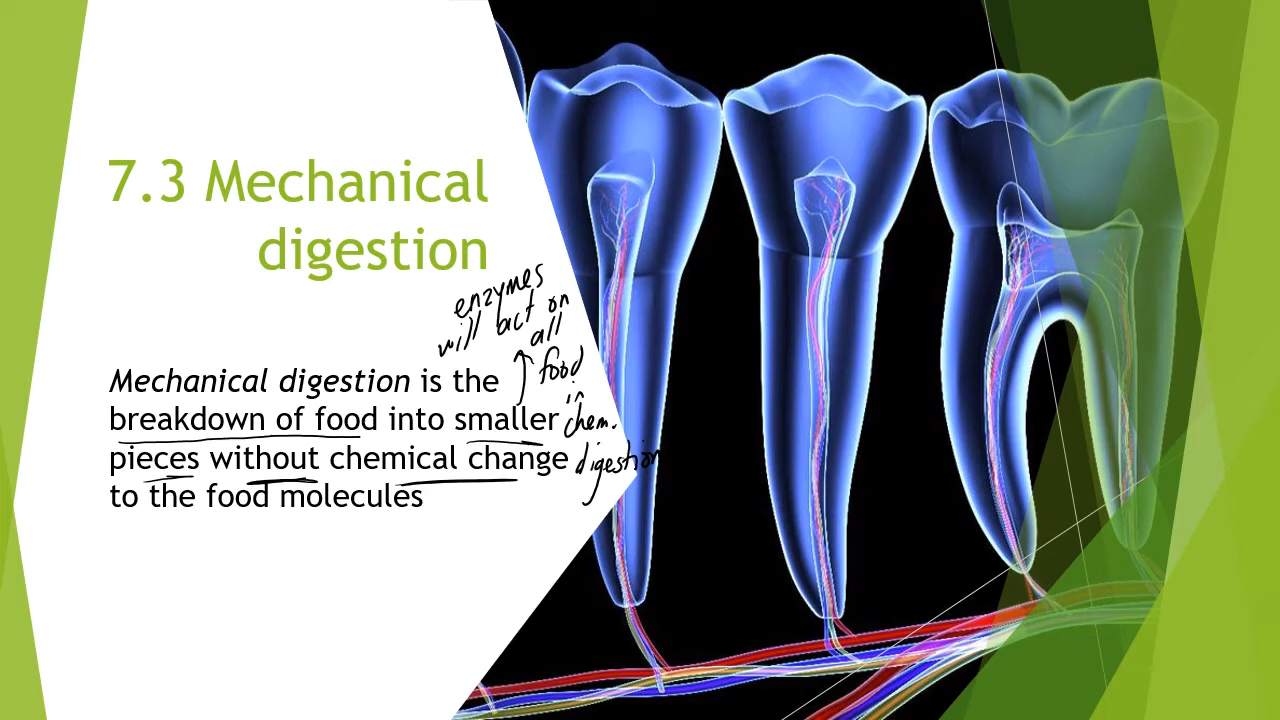 7.3 Mechanical
digestion
enzymes
will act on
all
food
in
chem.
digestion
Mechanical digestion is the
breakdown of food into smaller
pieces without chemical change
to the food molecules